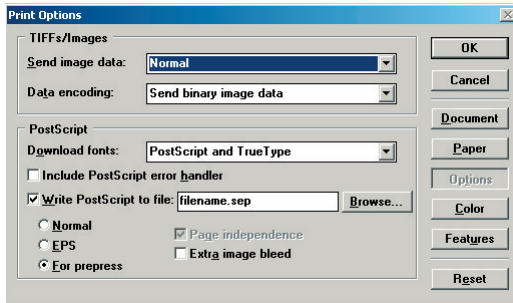 Print Options
TIFFs/Images
Send image data: Normal
Data encoding: Send binary image data
PostScript
Download fonts: PostScript and TrueType
Include PostScript error handler
Write PostScript to file: filename.sep Browse...
Normal
EPS
For prepress
Page independence
Extra image bleed
OK
Cancel
Document
Paper
Options
Color
Features
Reset